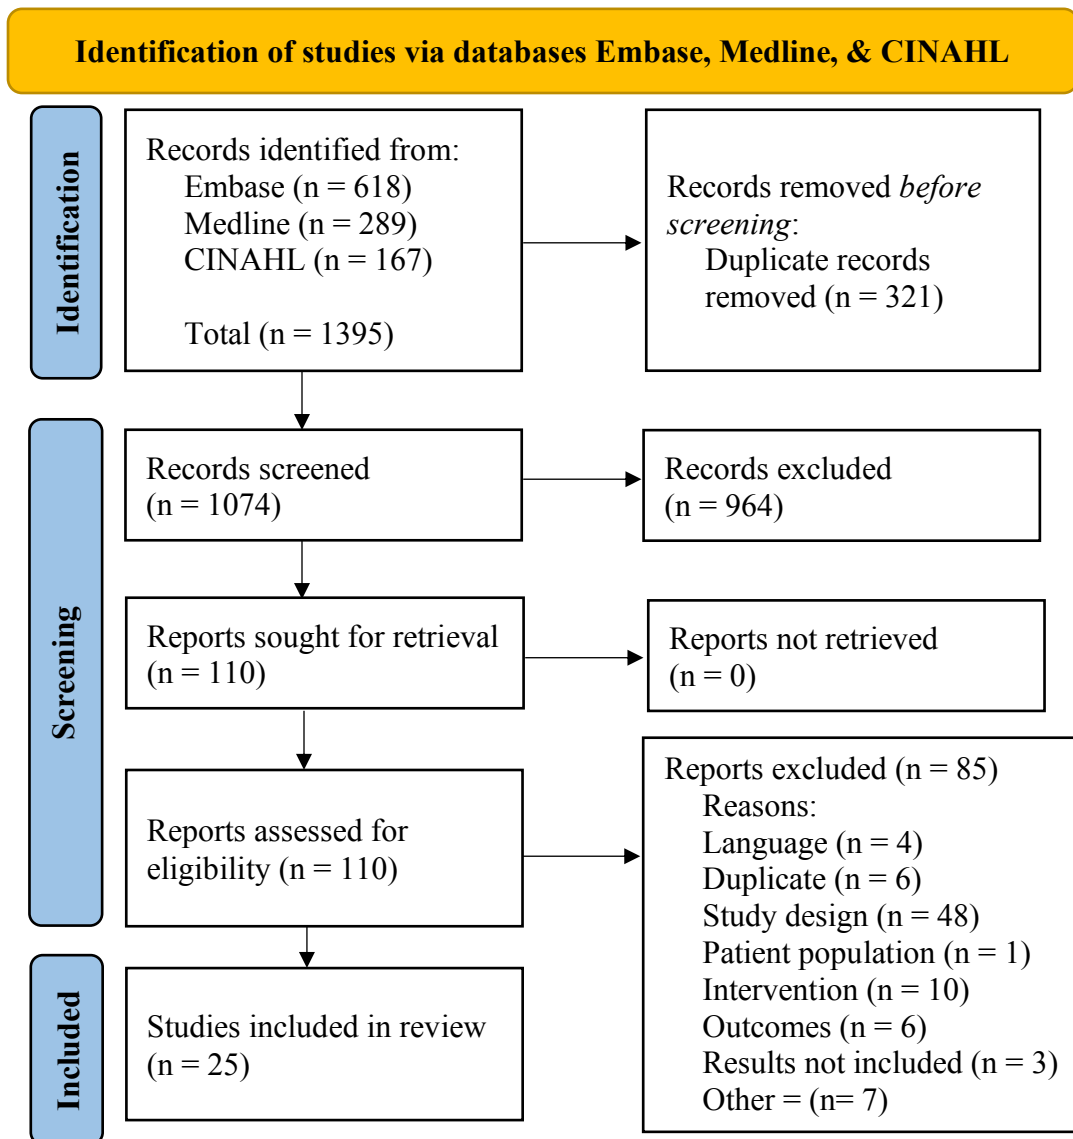 Identification of studies via databases Embase, Medline, & CINAHL
Identification
Records identified from:
Embase (n = 618)
Medline (n = 289)
CINAHL (n = 167)
Total (n = 1395)
Records removed before
screening:
Duplicate records
removed (n = 321)
Screening
Records screened
(n = 1074)
Records excluded
(n = 964)
Reports sought for retrieval
(n = 110)
Reports not retrieved
(n = 0)
Reports assessed for
eligibility (n = 110)
Reports excluded (n = 85)
Reasons:
Language (n = 4)
Duplicate (n = 6)
Study design (n = 48)
Patient population (n = 1)
Intervention (n = 10)
Outcomes (n = 6)
Results not included (n = 3)
Other = (n= 7)
Included
Studies included in review
(n = 25)